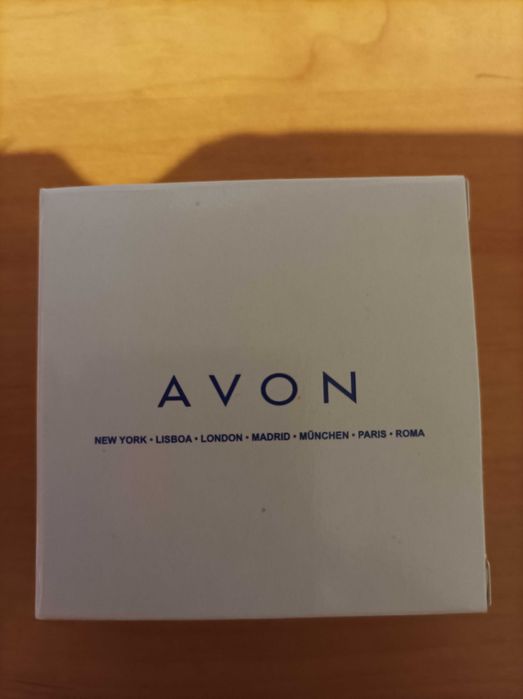 AVON
NEW YORK • LISBOA • LONDON • MADRID • MÜNCHEN • PARIS • ROMA